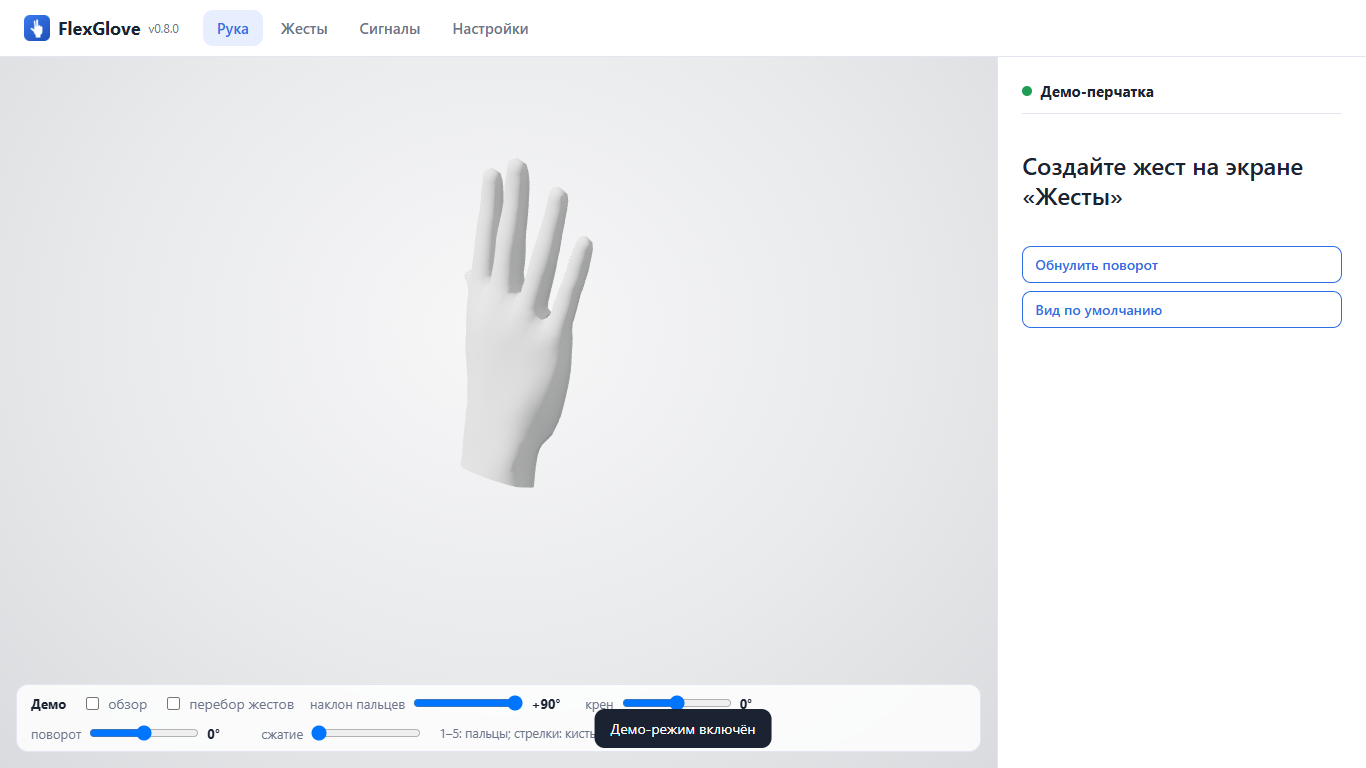 FlexGlove v0.8.0 Рука Жесты Сигналы Настройки
Демо-перчатка
Создайте жест на экране
«Жесты»
Обнулить поворот
Вид по умолчанию
Демо обзор перебор жестов наклон пальцев +90° крен 0°
поворот 0° сжатие 1–5: пальцы; стрелки: кисть
Демо-режим включён